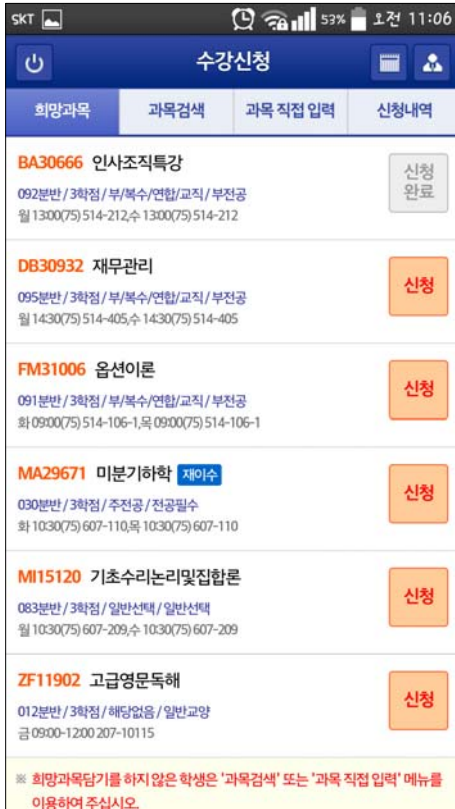 SKT 53% 오전 11:06
수강신청
희망과목 과목검색 과목 직접 입력 신청내역
BA30666 인사조직특강
092분반 / 3학점 / 부/복수/연합/교직 / 부전공
월 13:00(75) 514-212,수 13:00(75) 514-212
신청
완료
DB30932 재무관리
095분반 / 3학점 / 부/복수/연합/교직 / 부전공
월 14:30(75) 514-405,수 14:30(75) 514-405
신청
FM31006 옵션이론
091분반 / 3학점 / 부/복수/연합/교직 / 부전공
화 09:00(75) 514-106-1,목 09:00(75) 514-106-1
신청
MA29671 미분기하학 재이수
030분반 / 3학점 / 주전공 / 전공필수
화 10:30(75) 607-110,목 10:30(75) 607-110
신청
MI15120 기초수리논리및집합론
083분반 / 3학점 / 일반선택 / 일반선택
월 10:30(75) 607-209,수 10:30(75) 607-209
신청
ZF11902 고급영문독해
012분반 / 3학점 / 해당없음 / 일반교양
금 09:00-12:00 207-10115
신청
※ 희망과목담기를 하지 않은 학생은 '과목검색' 또는 '과목 직접 입력' 메뉴를
이용하여 주십시오.